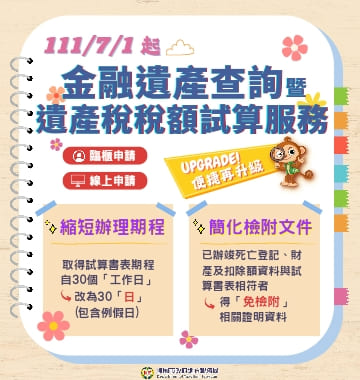 111/7/1 起
金融遺產查詢暨
遺產稅稅額試算服務
臨櫃申請
線上申請
UPGRADE!
便捷再升級
縮短辦理期程
取得試算書表期程
自30個「工作日」
改為30「日」
(包含例假日)
簡化檢附文件
已辦竣死亡登記、財
產及扣除額資料與試
算書表相符者
得「免檢附」
相關證明資料